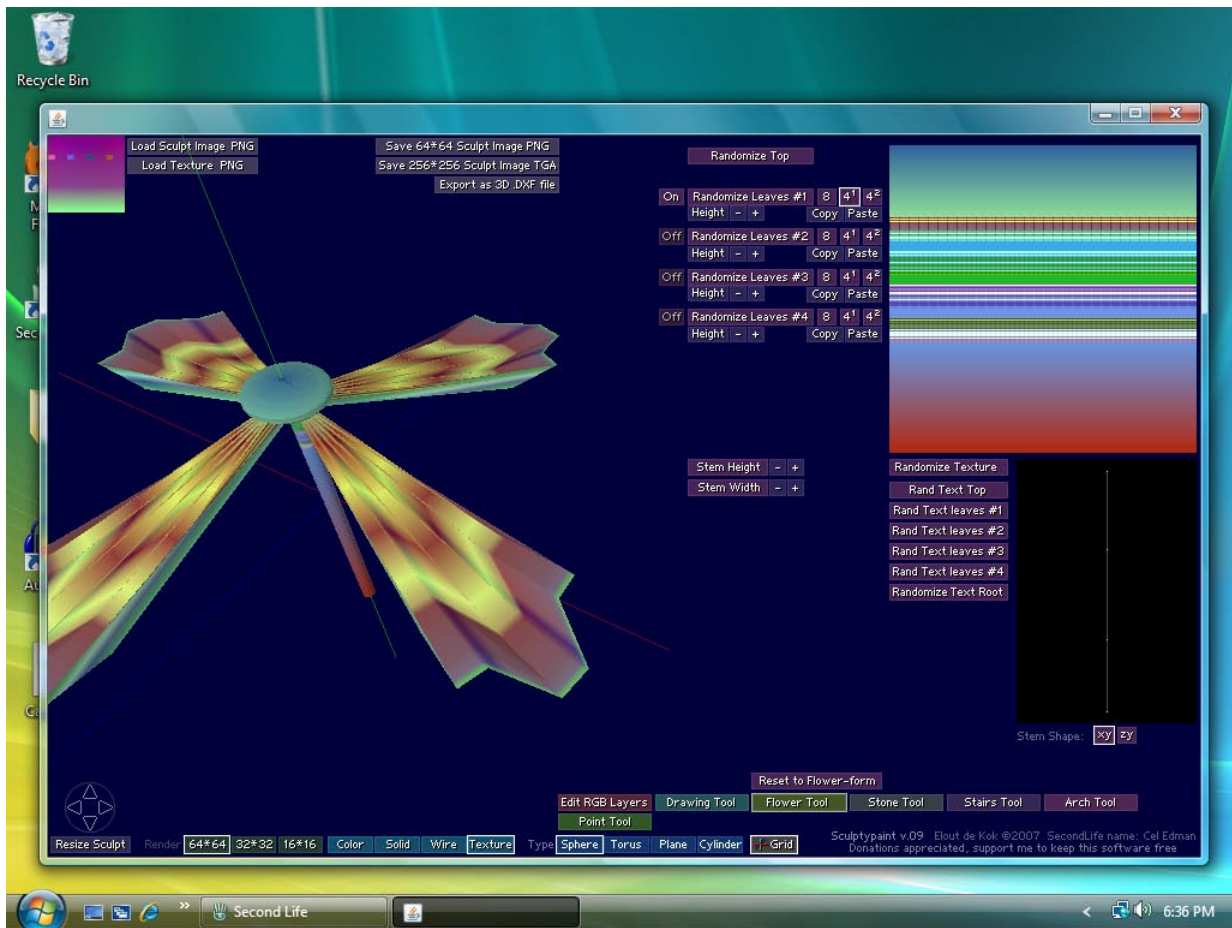 Recycle Bin
Load Sculpt Image PNG
Load Texture PNG
Save 64*64 Sculpt Image PNG
Save 256*256 Sculpt Image TGA
Export as 3D .DXF file
Randomize Top
On Randomize Leaves #1 8 4¹ 4²
Height - + Copy Paste
Off Randomize Leaves #2 8 4¹ 4²
Height - + Copy Paste
Off Randomize Leaves #3 8 4¹ 4²
Height - + Copy Paste
Off Randomize Leaves #4 8 4¹ 4²
Height - + Copy Paste
M
F
Sec
Au
Ca
Stem Height - +
Stem Width - +
Randomize Texture
Rand Text Top
Rand Text leaves #1
Rand Text leaves #2
Rand Text leaves #3
Rand Text leaves #4
Randomize Text Root
Stem Shape: xy zy
Reset to Flower-form
Edit RGB Layers Drawing Tool Flower Tool Stone Tool Stairs Tool Arch Tool
Point Tool
Resize Sculpt Render 64*64 32*32 16*16 Color Solid Wire Texture Type Sphere Torus Plane Cylinder Grid
Sculptypaint v.09 Elout de Kok ©2007 SecondLife name: Cel Edman
Donations appreciated, support me to keep this software free
Second Life
6:36 PM